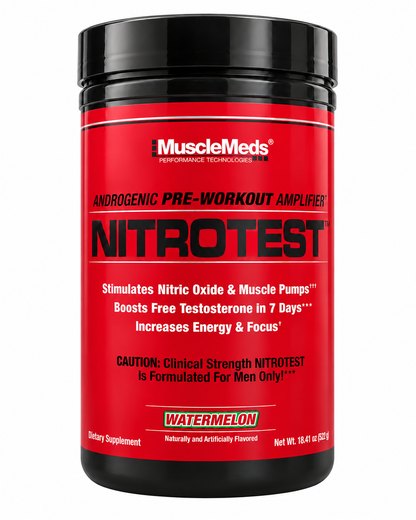 MuscleMeds®
PERFORMANCE TECHNOLOGIES
ANDROGENIC PRE-WORKOUT AMPLIFIER*
NITROTEST™
Stimulates Nitric Oxide & Muscle Pumps†††
Boosts Free Testosterone in 7 Days***
Increases Energy & Focus†
CAUTION: Clinical Strength NITROTEST
Is Formulated For Men Only!***
WATERMELON
Dietary Supplement
Naturally and Artificially Flavored
Net Wt. 18.41 oz (522 g)